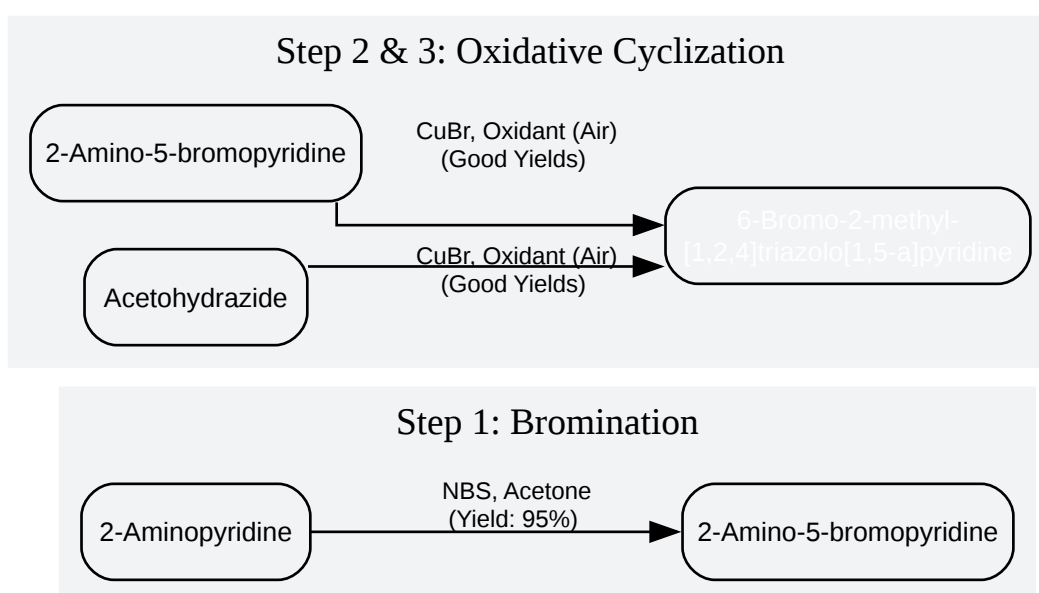 Step 2 & 3: Oxidative Cyclization
2-Amino-5-bromopyridine
CuBr, Oxidant (Air)
(Good Yields)
6-Bromo-2-methyl-
[1,2,4]triazolo[1,5-a]pyridine
CuBr, Oxidant (Air)
(Good Yields)
Acetohydrazide
Step 1: Bromination
2-Aminopyridine
NBS, Acetone
(Yield: 95%)
2-Amino-5-bromopyridine